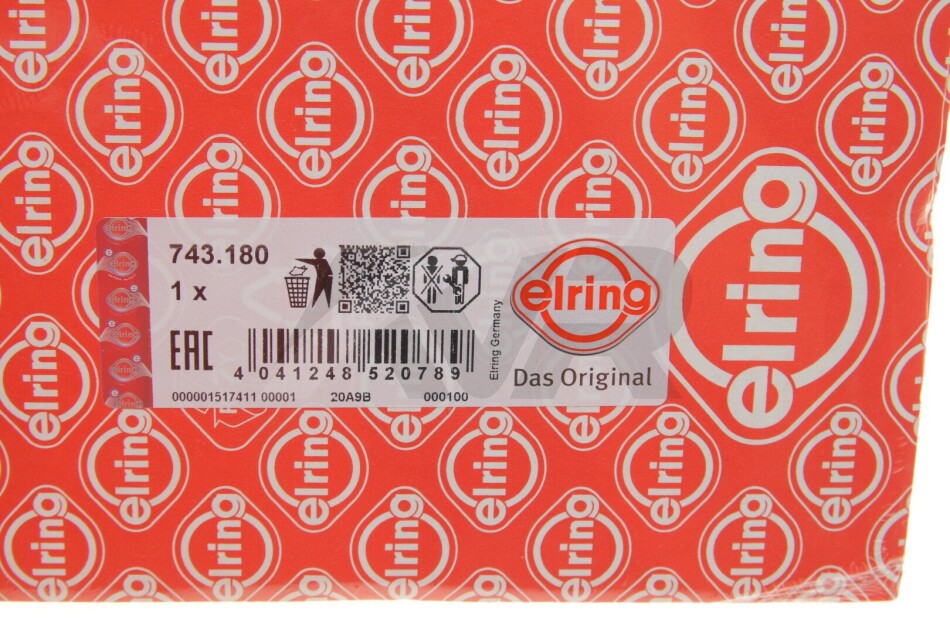 743.180
1 x
EAC
4 041248 520789
000001517411 00001 20A9B 000100
Elring Germany
elring
Das Original
elring